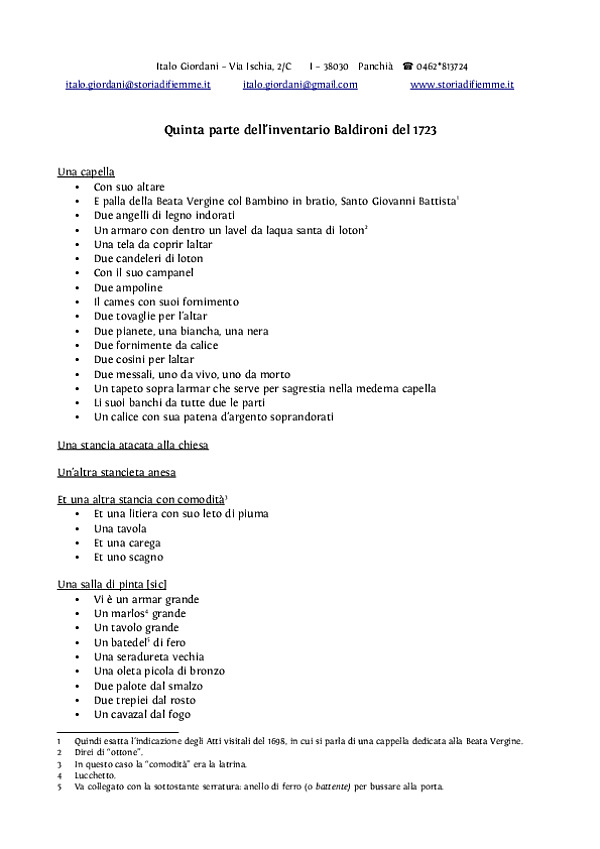 Italo Giordani – Via Ischia, 2/C I – 38030 Panchià ☎ 0462*813724
italo.giordani@storiadifiemme.it italo.giordani@gmail.com www.storiadifiemme.it
Quinta parte dell'inventario Baldironi del 1723
Una capella
• Con suo altare
• E palla della Beata Vergine col Bambino in bratio, Santo Giovanni Battista1
• Due angelli di legno indorati
• Un armaro con dentro un lavel da laqua santa di loton2
• Una tela da coprir laltar
• Due candeleri di loton
• Con il suo campanel
• Due ampoline
• Il cames con suoi fornimento
• Due tovaglie per l'altar
• Due pianete, una biancha, una nera
• Due fornimente da calice
• Due cosini per laltar
• Due messali, uno da vivo, uno da morto
• Un tapeto sopra larmar che serve per sagrestia nella medema capella
• Li suoi banchi da tutte due le parti
• Un calice con sua patena d'argento soprandorati
Una stancia atacata alla chiesa
Un'altra stancieta anesa
Et una altra stancia con comodità3
• Et una litiera con suo leto di piuma
• Una tavola
• Et una carega
• Et uno scagno
Una salla di pinta [sic]
• Vi è un armar grande
• Un marlos4 grande
• Un tavolo grande
• Un batedel5 di fero
• Una seradureta vechia
• Una oleta picola di bronzo
• Due palote dal smalzo
• Due trepiei dal rosto
• Un cavazal dal fogo
1 Quindi esatta l'indicazione degli Atti visitali del 1698, in cui si parla di una cappella dedicata alla Beata Vergine.
2 Direi di "ottone".
3 In questo caso la "comodità" era la latrina.
4 Lucchetto.
5 Va collegato con la sottostante serratura: anello di ferro (o battente) per bussare alla porta.